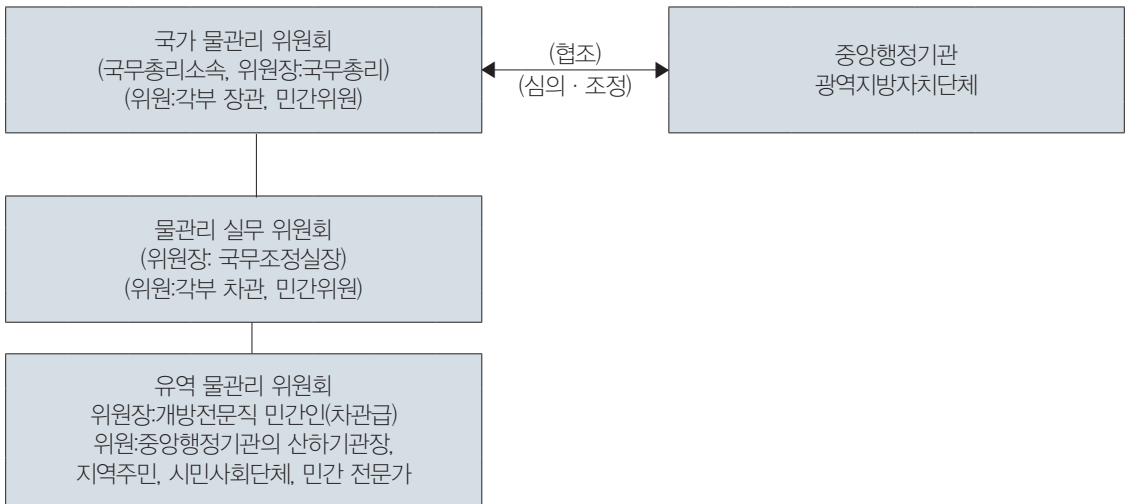 국가 물관리 위원회
(국무총리소속, 위원장:국무총리)
(위원:각부 장관, 민간위원)
(협조)
(심의 · 조정)
중앙행정기관
광역지방자치단체
물관리 실무 위원회
(위원장: 국무조정실장)
(위원:각부 차관, 민간위원)
유역 물관리 위원회
위원장:개방전문직 민간인(차관급)
위원:중앙행정기관의 산하기관장,
지역주민, 시민사회단체, 민간 전문가